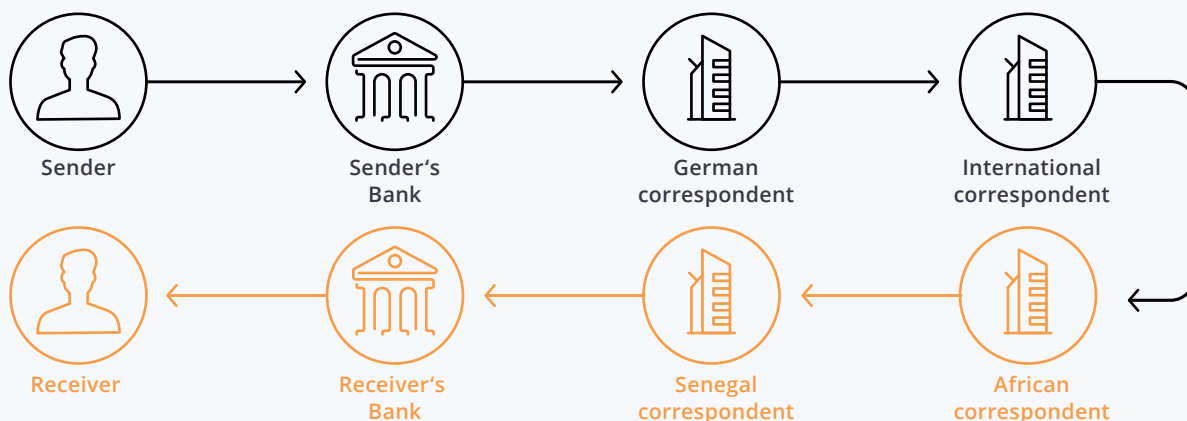 Sender
Sender‘s
Bank
German
correspondent
International
correspondent
Receiver
Receiver‘s
Bank
Senegal
correspondent
African
correspondent